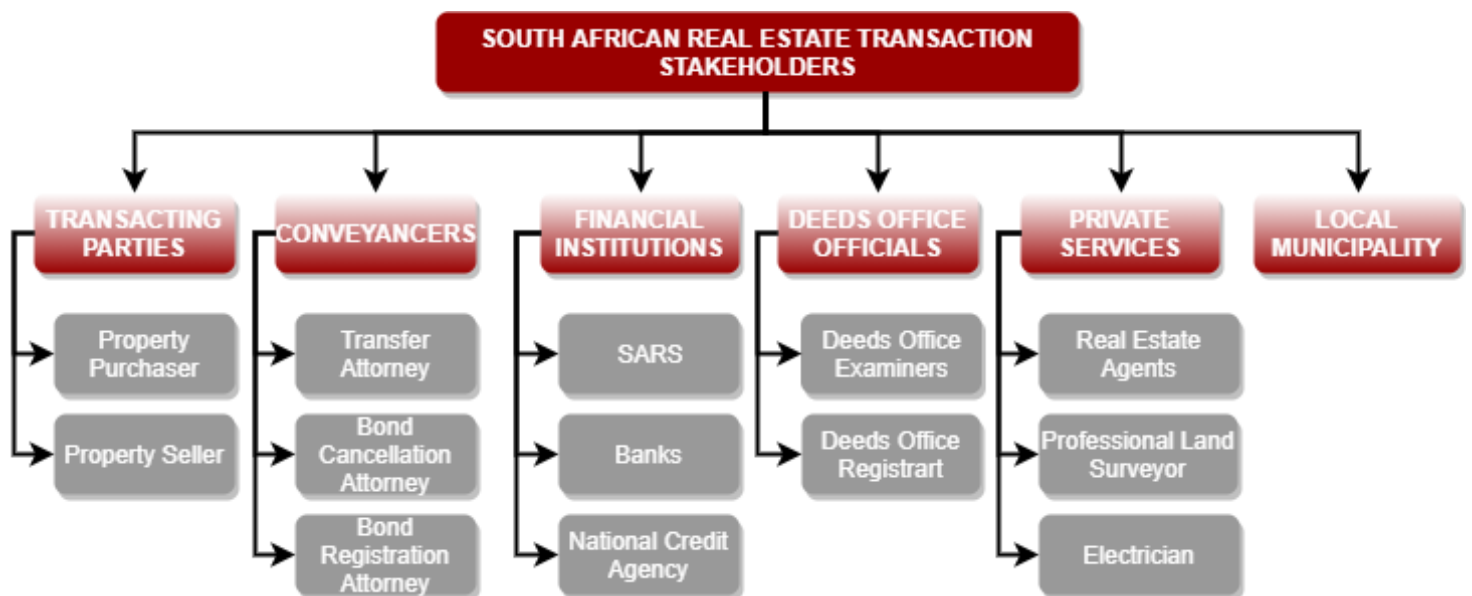 SOUTH AFRICAN REAL ESTATE TRANSACTION
STAKEHOLDERS
TRANSACTING
PARTIES
CONVEYANCERS
FINANCIAL
INSTITUTIONS
DEEDS OFFICE
OFFICIALS
PRIVATE
SERVICES
LOCAL
MUNICIPALITY
Property
Purchaser
Property Seller
Transfer
Attorney
Bond
Cancellation
Attorney
Bond
Registration
Attorney
SARS
Banks
National Credit
Agency
Deeds Office
Examiners
Deeds Office
Registrart
Real Estate
Agents
Professional Land
Surveyor
Electrician